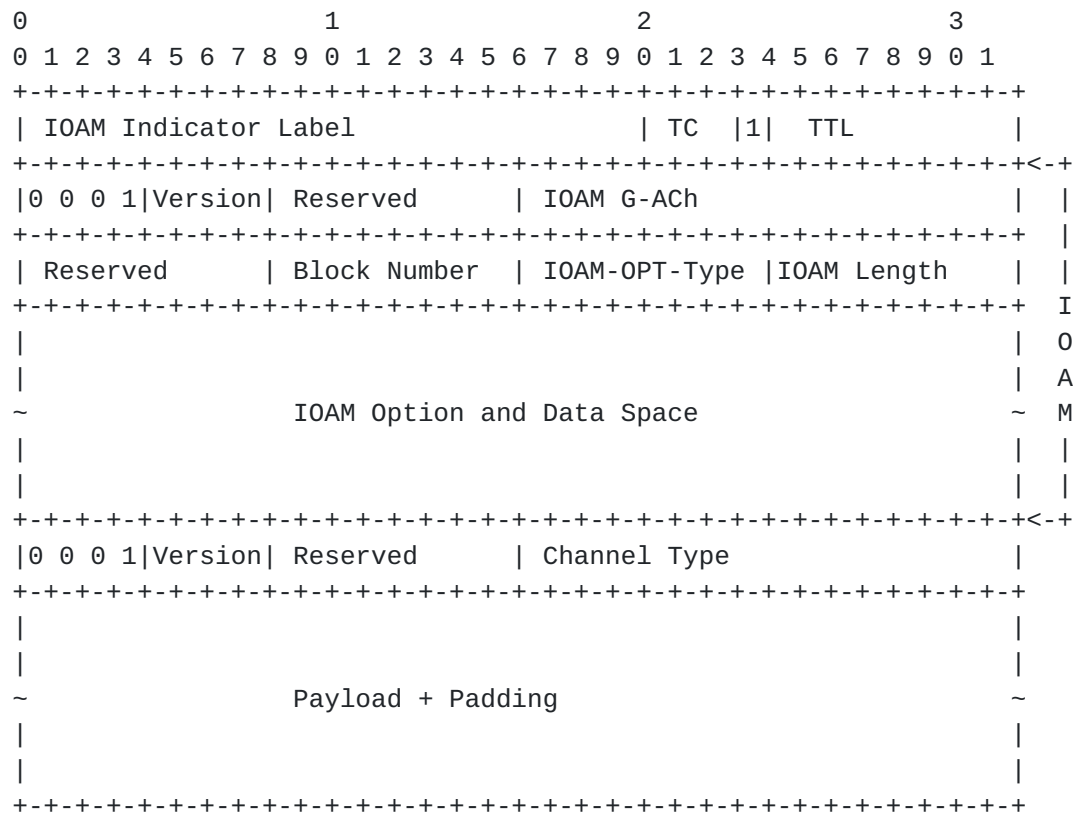 0                   1                   2                   3
0 1 2 3 4 5 6 7 8 9 0 1 2 3 4 5 6 7 8 9 0 1 2 3 4 5 6 7 8 9 0 1
+-+-+-+-+-+-+-+-+-+-+-+-+-+-+-+-+-+-+-+-+-+-+-+-+-+-+-+-+-+-+-+-+
| IOAM Indicator Label                  | TC  |1|  TTL          |
+-+-+-+-+-+-+-+-+-+-+-+-+-+-+-+-+-+-+-+-+-+-+-+-+-+-+-+-+-+-+-+-+<-+
|0 0 0 1|Version| Reserved      | IOAM G-ACh                    |  |
+-+-+-+-+-+-+-+-+-+-+-+-+-+-+-+-+-+-+-+-+-+-+-+-+-+-+-+-+-+-+-+-+  |
| Reserved      | Block Number  | IOAM-OPT-Type |IOAM Length    |  |
+-+-+-+-+-+-+-+-+-+-+-+-+-+-+-+-+-+-+-+-+-+-+-+-+-+-+-+-+-+-+-+-+  I
|                                                               |  O
|                                                               |  A
~                 IOAM Option and Data Space                    ~  M
|                                                               |  |
|                                                               |  |
+-+-+-+-+-+-+-+-+-+-+-+-+-+-+-+-+-+-+-+-+-+-+-+-+-+-+-+-+-+-+-+-+<-+
|0 0 0 1|Version| Reserved      | Channel Type                  |
+-+-+-+-+-+-+-+-+-+-+-+-+-+-+-+-+-+-+-+-+-+-+-+-+-+-+-+-+-+-+-+-+
|                                                               |
|                                                               |
~                 Payload + Padding                             ~
|                                                               |
|                                                               |
+-+-+-+-+-+-+-+-+-+-+-+-+-+-+-+-+-+-+-+-+-+-+-+-+-+-+-+-+-+-+-+-+